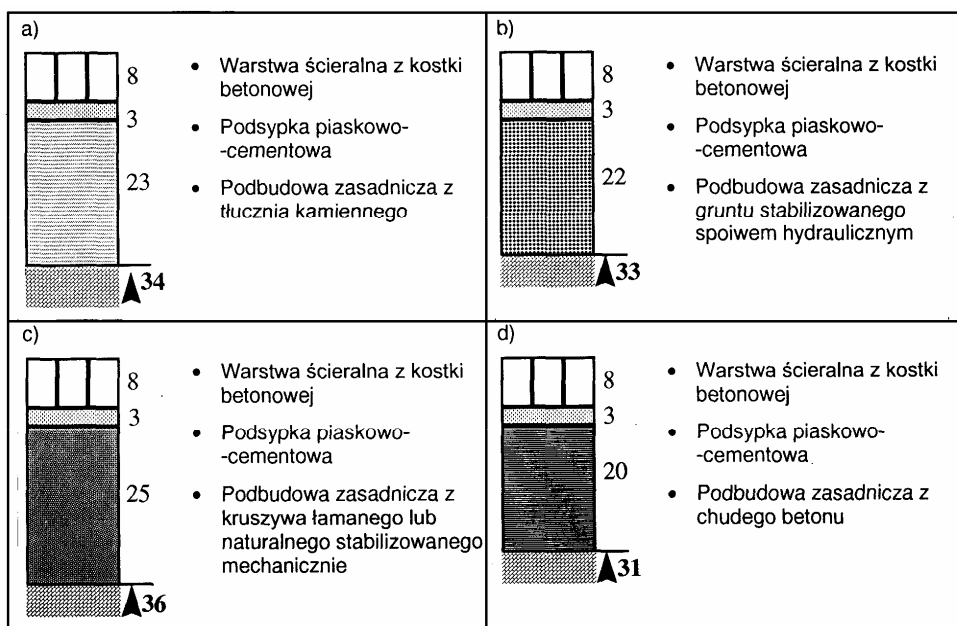 a)
8
3
23
34
• Warstwa ścieralna z kostki
betonowej
• Podsypka piaskowo-
-cementowa
• Podbudowa zasadnicza z
tłucznia kamiennego
b)
8
3
22
33
• Warstwa ścieralna z kostki
betonowej
• Podsypka piaskowo-
-cementowa
• Podbudowa zasadnicza z
gruntu stabilizowanego
spoiwem hydraulicznym
c)
8
3
25
36
• Warstwa ścieralna z kostki
betonowej
• Podsypka piaskowo-
-cementowa
• Podbudowa zasadnicza z
kruszywa łamanego lub
naturalnego stabilizowanego
mechanicznie
d)
8
3
20
31
• Warstwa ścieralna z kostki
betonowej
• Podsypka piaskowo-
-cementowa
• Podbudowa zasadnicza z
chudego betonu